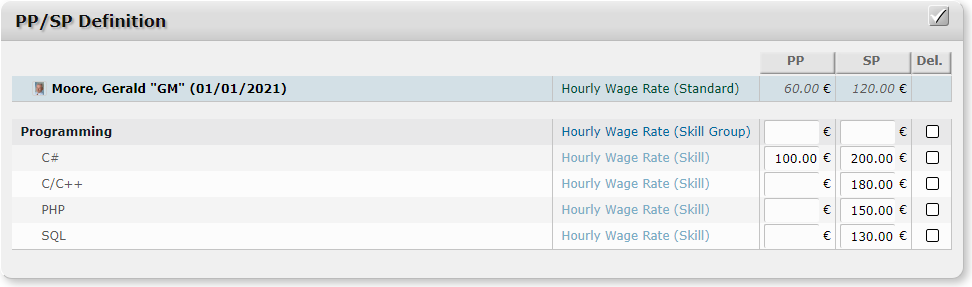 PP/SP Definition
PP SP Del.
Moore, Gerald "GM" (01/01/2021) Hourly Wage Rate (Standard) 60.00 € 120.00 €
Programming Hourly Wage Rate (Skill Group) € €
C# Hourly Wage Rate (Skill) 100.00 € 200.00 €
C/C++ Hourly Wage Rate (Skill) € 180.00 €
PHP Hourly Wage Rate (Skill) € 150.00 €
SQL Hourly Wage Rate (Skill) € 130.00 €